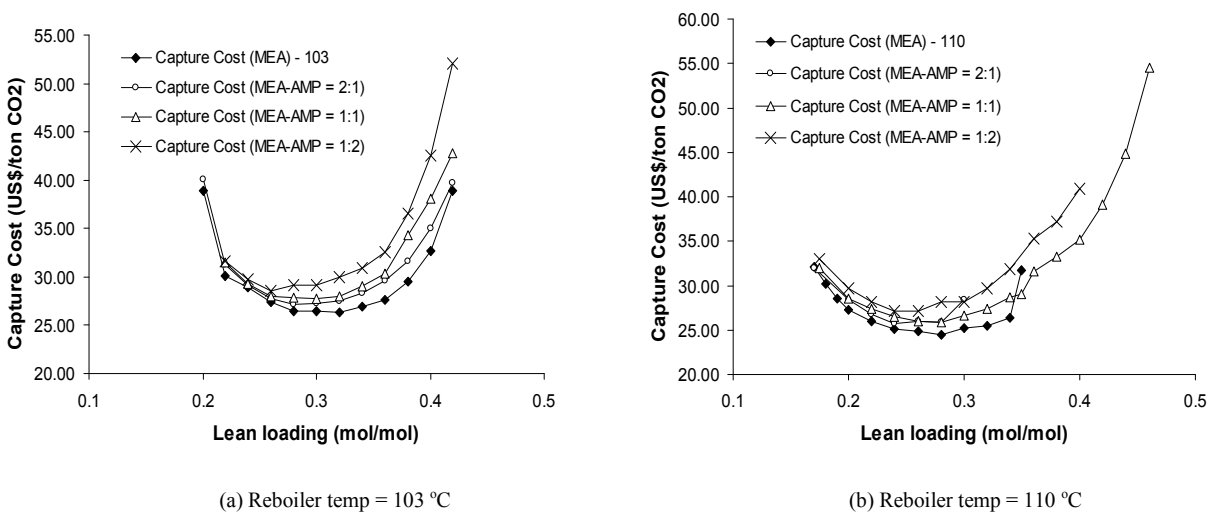 55.00
50.00
45.00
40.00
35.00
30.00
25.00
20.00
0.1 0.2 0.3 0.4 0.5
Capture Cost (US$/ton CO2)
Lean loading (mol/mol)
Capture Cost (MEA) - 103
Capture Cost (MEA-AMP = 2:1)
Capture Cost (MEA-AMP = 1:1)
Capture Cost (MEA-AMP = 1:2)
(a) Reboiler temp = 103 ºC
60.00
55.00
50.00
45.00
40.00
35.00
30.00
25.00
20.00
0.1 0.2 0.3 0.4 0.5
Capture Cost (US$/ton CO2)
Lean loading (mol/mol)
Capture Cost (MEA) - 110
Capture Cost (MEA-AMP = 2:1)
Capture Cost (MEA-AMP = 1:1)
Capture Cost (MEA-AMP = 1:2)
(b) Reboiler temp = 110 ºC